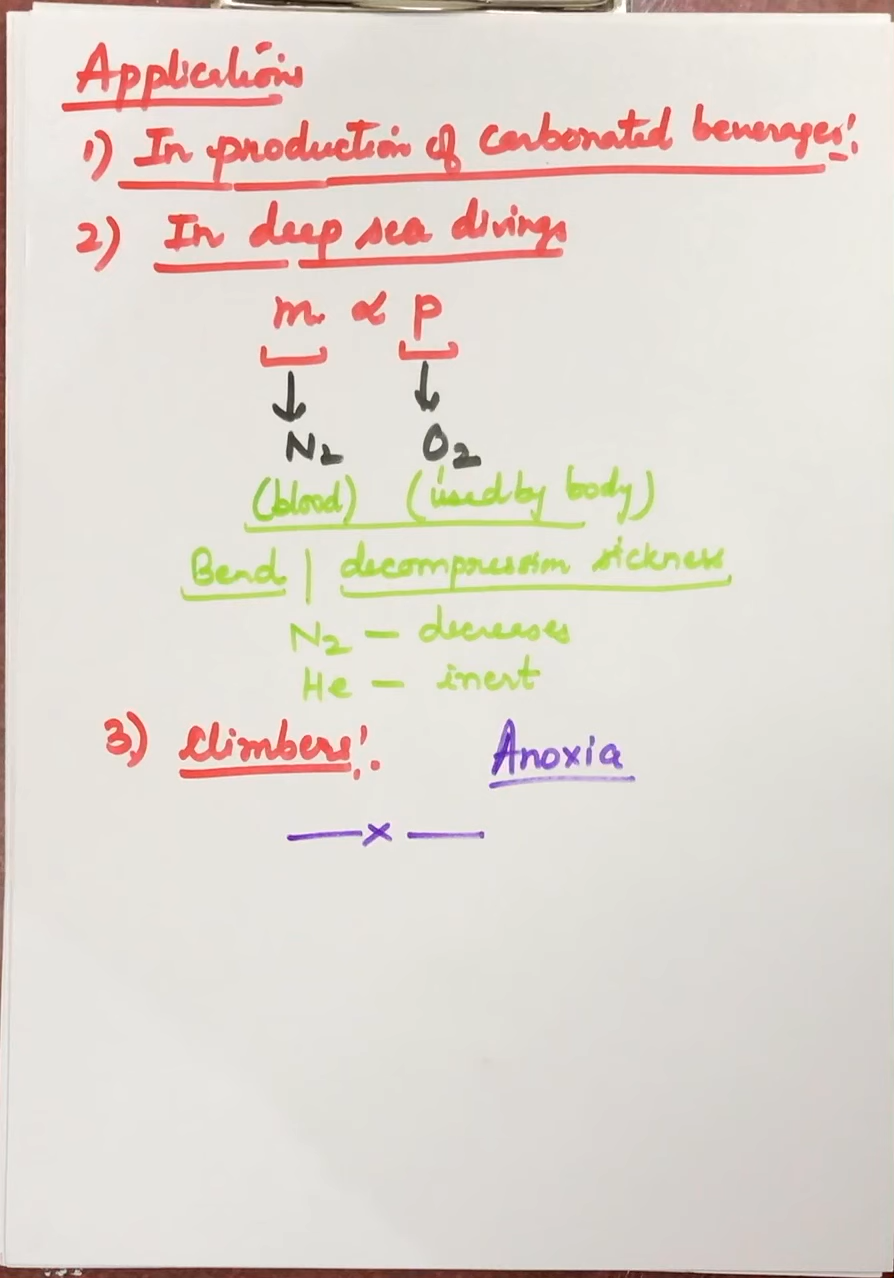 Applications
1) In production of carbonated beverages:
2) In deep sea divings
m ∝ p
↓ ↓
N₂ O₂
(blood) (used by body)
Bend | decompression sickness
N₂ — decreases
He — inert
3) Climbers:. Anoxia
—x—